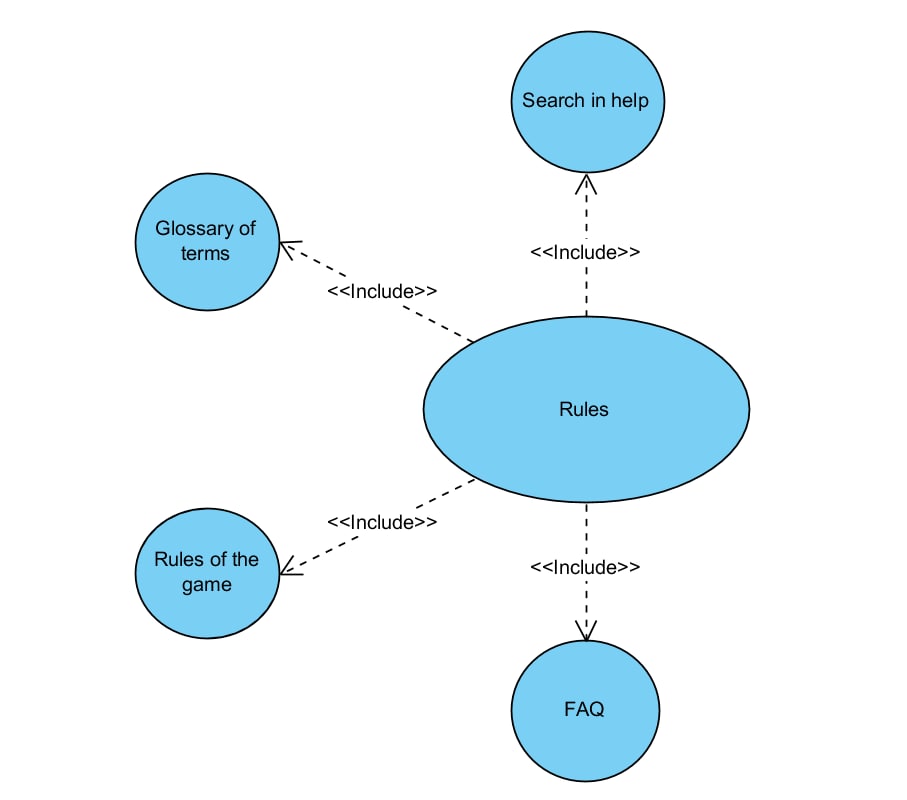 Search in help
Glossary of
terms
<<Include>>
<<Include>>
Rules
<<Include>>
Rules of the
game
<<Include>>
FAQ